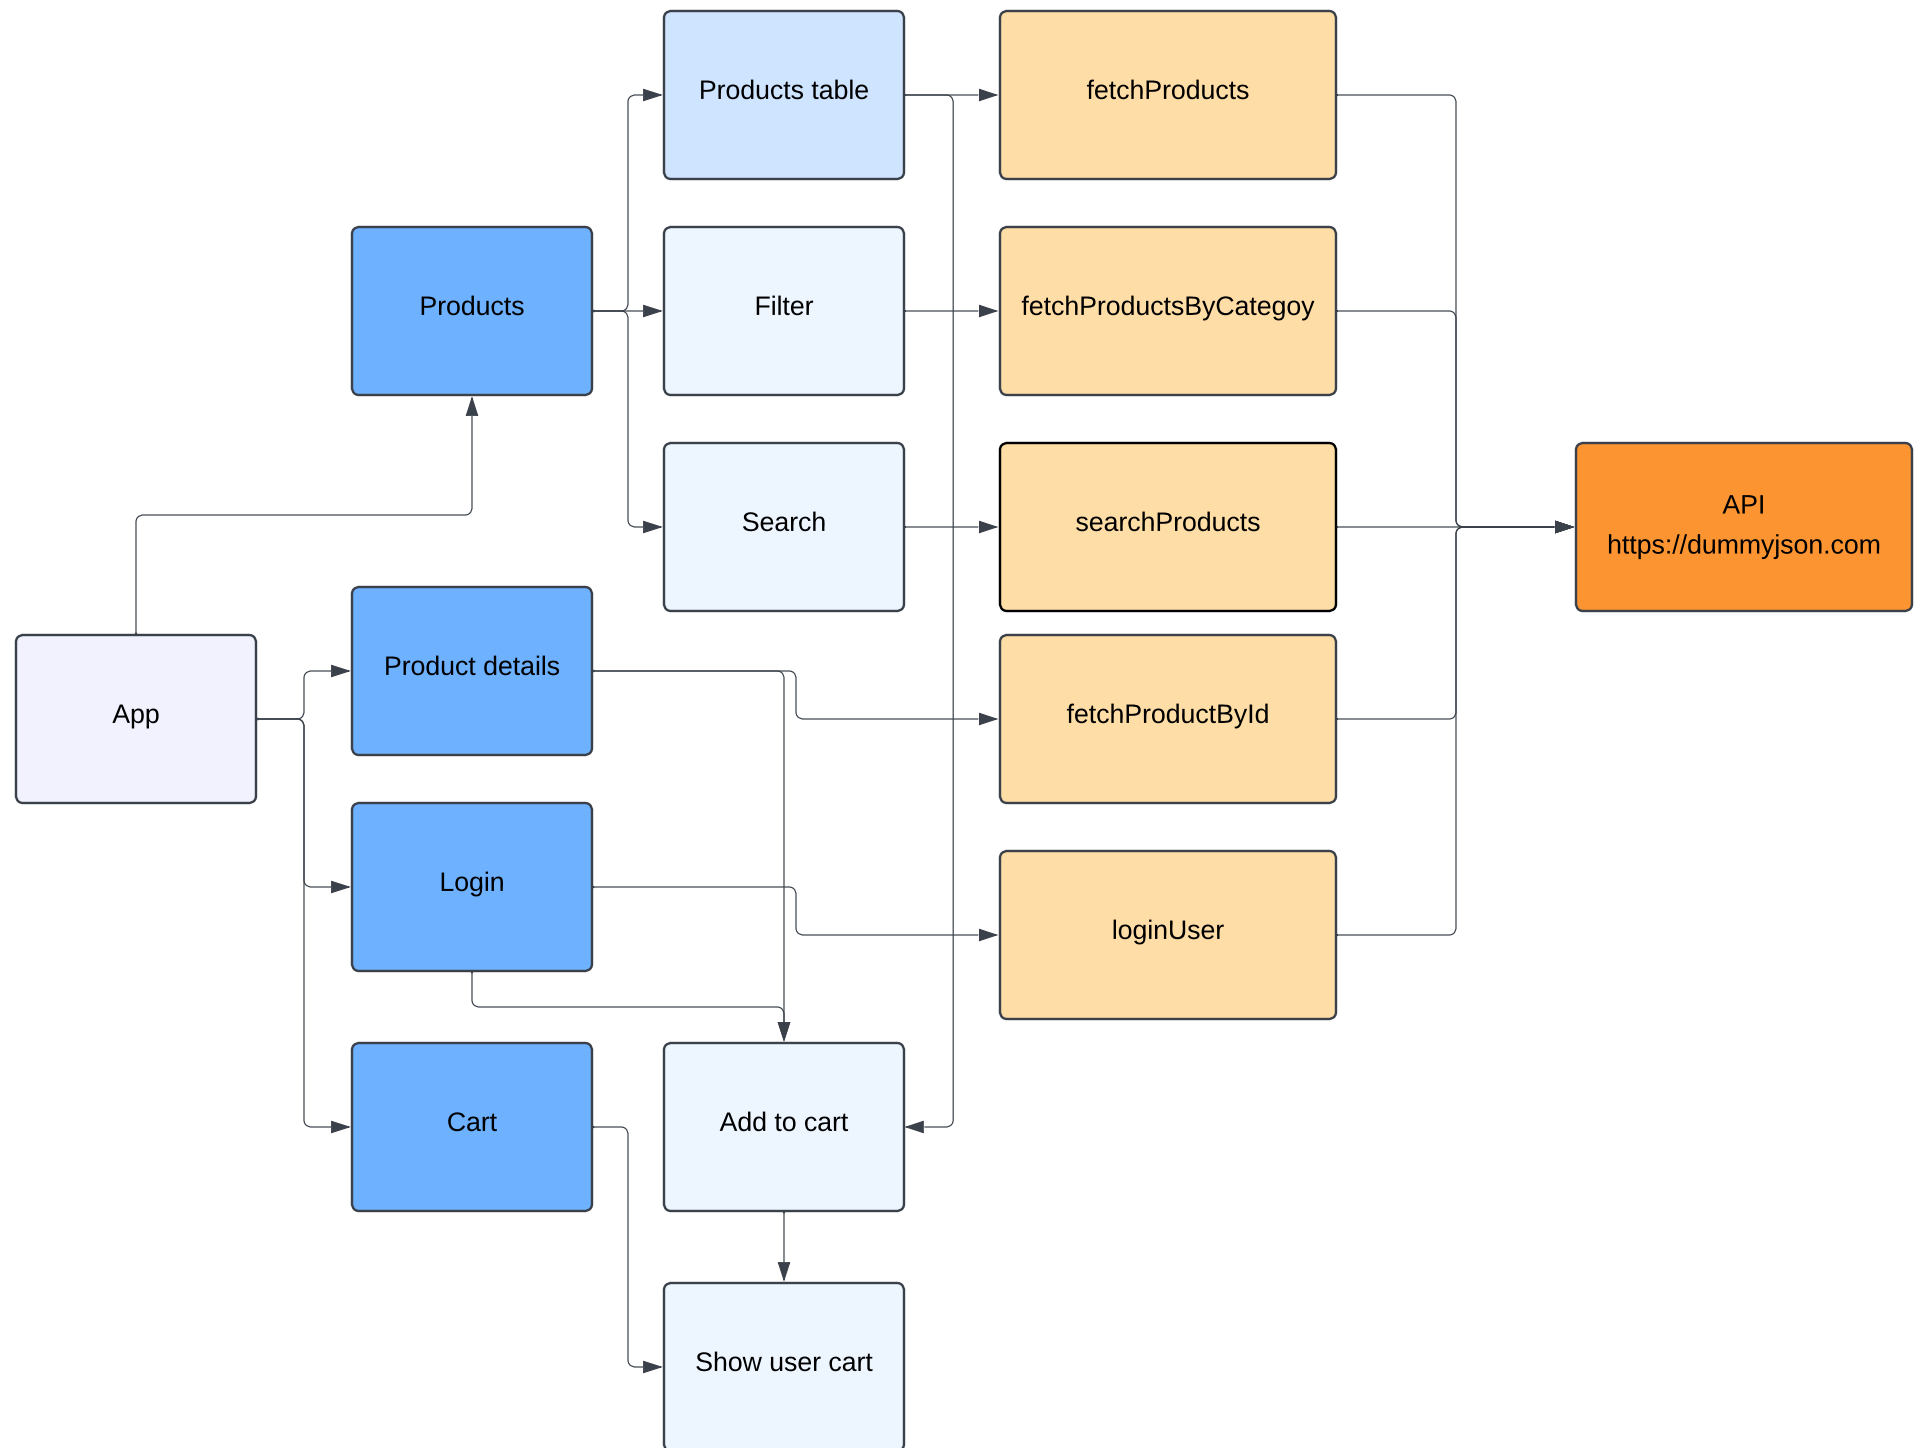 Products table
fetchProducts
Products
Filter
fetchProductsByCategoy
Search
searchProducts
API
https://dummyjson.com
App
Product details
fetchProductById
Login
loginUser
Cart
Add to cart
Show user cart